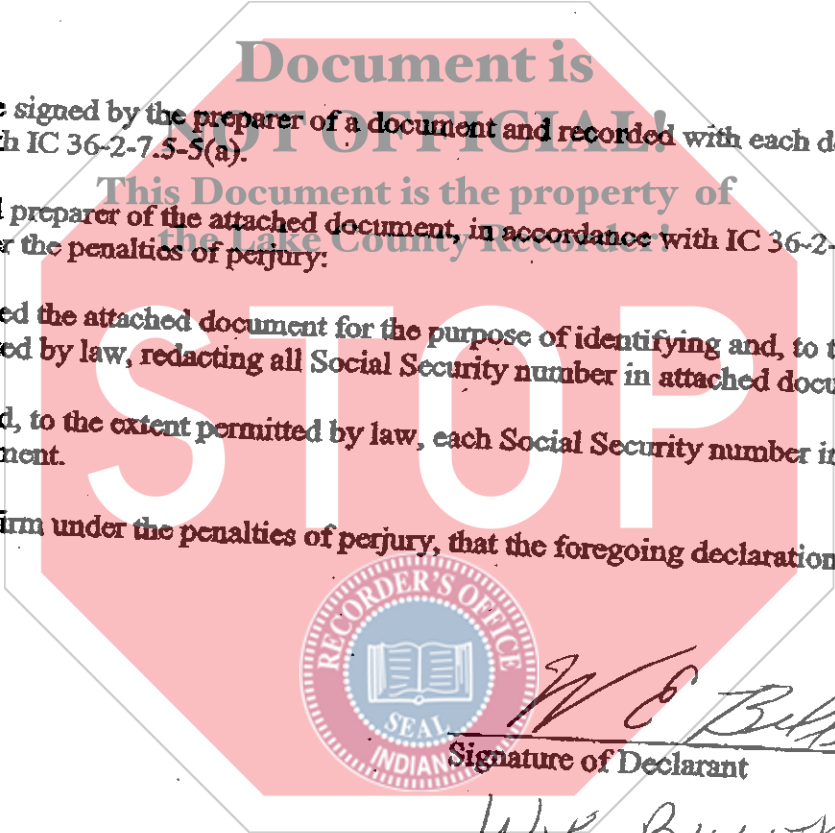 Document is
e signed by the preparer of a document and recorded with each d
NOT OFFICIAL!
h IC 36-2-7.5-5(a).
This Document is the property of
l preparer of the attached document, in accordance with IC 36-2-
the Lake County Recorder!
r the penalties of perjury:
ed the attached document for the purpose of identifying and, to t
ed by law, redacting all Social Security number in attached docu
STOP
d, to the extent permitted by law, each Social Security number in
ment.
irm under the penalties of perjury, that the foregoing declaration
RECORDER'S OFFICE
SEAL
INDIANA
W E
Signature of Declarant